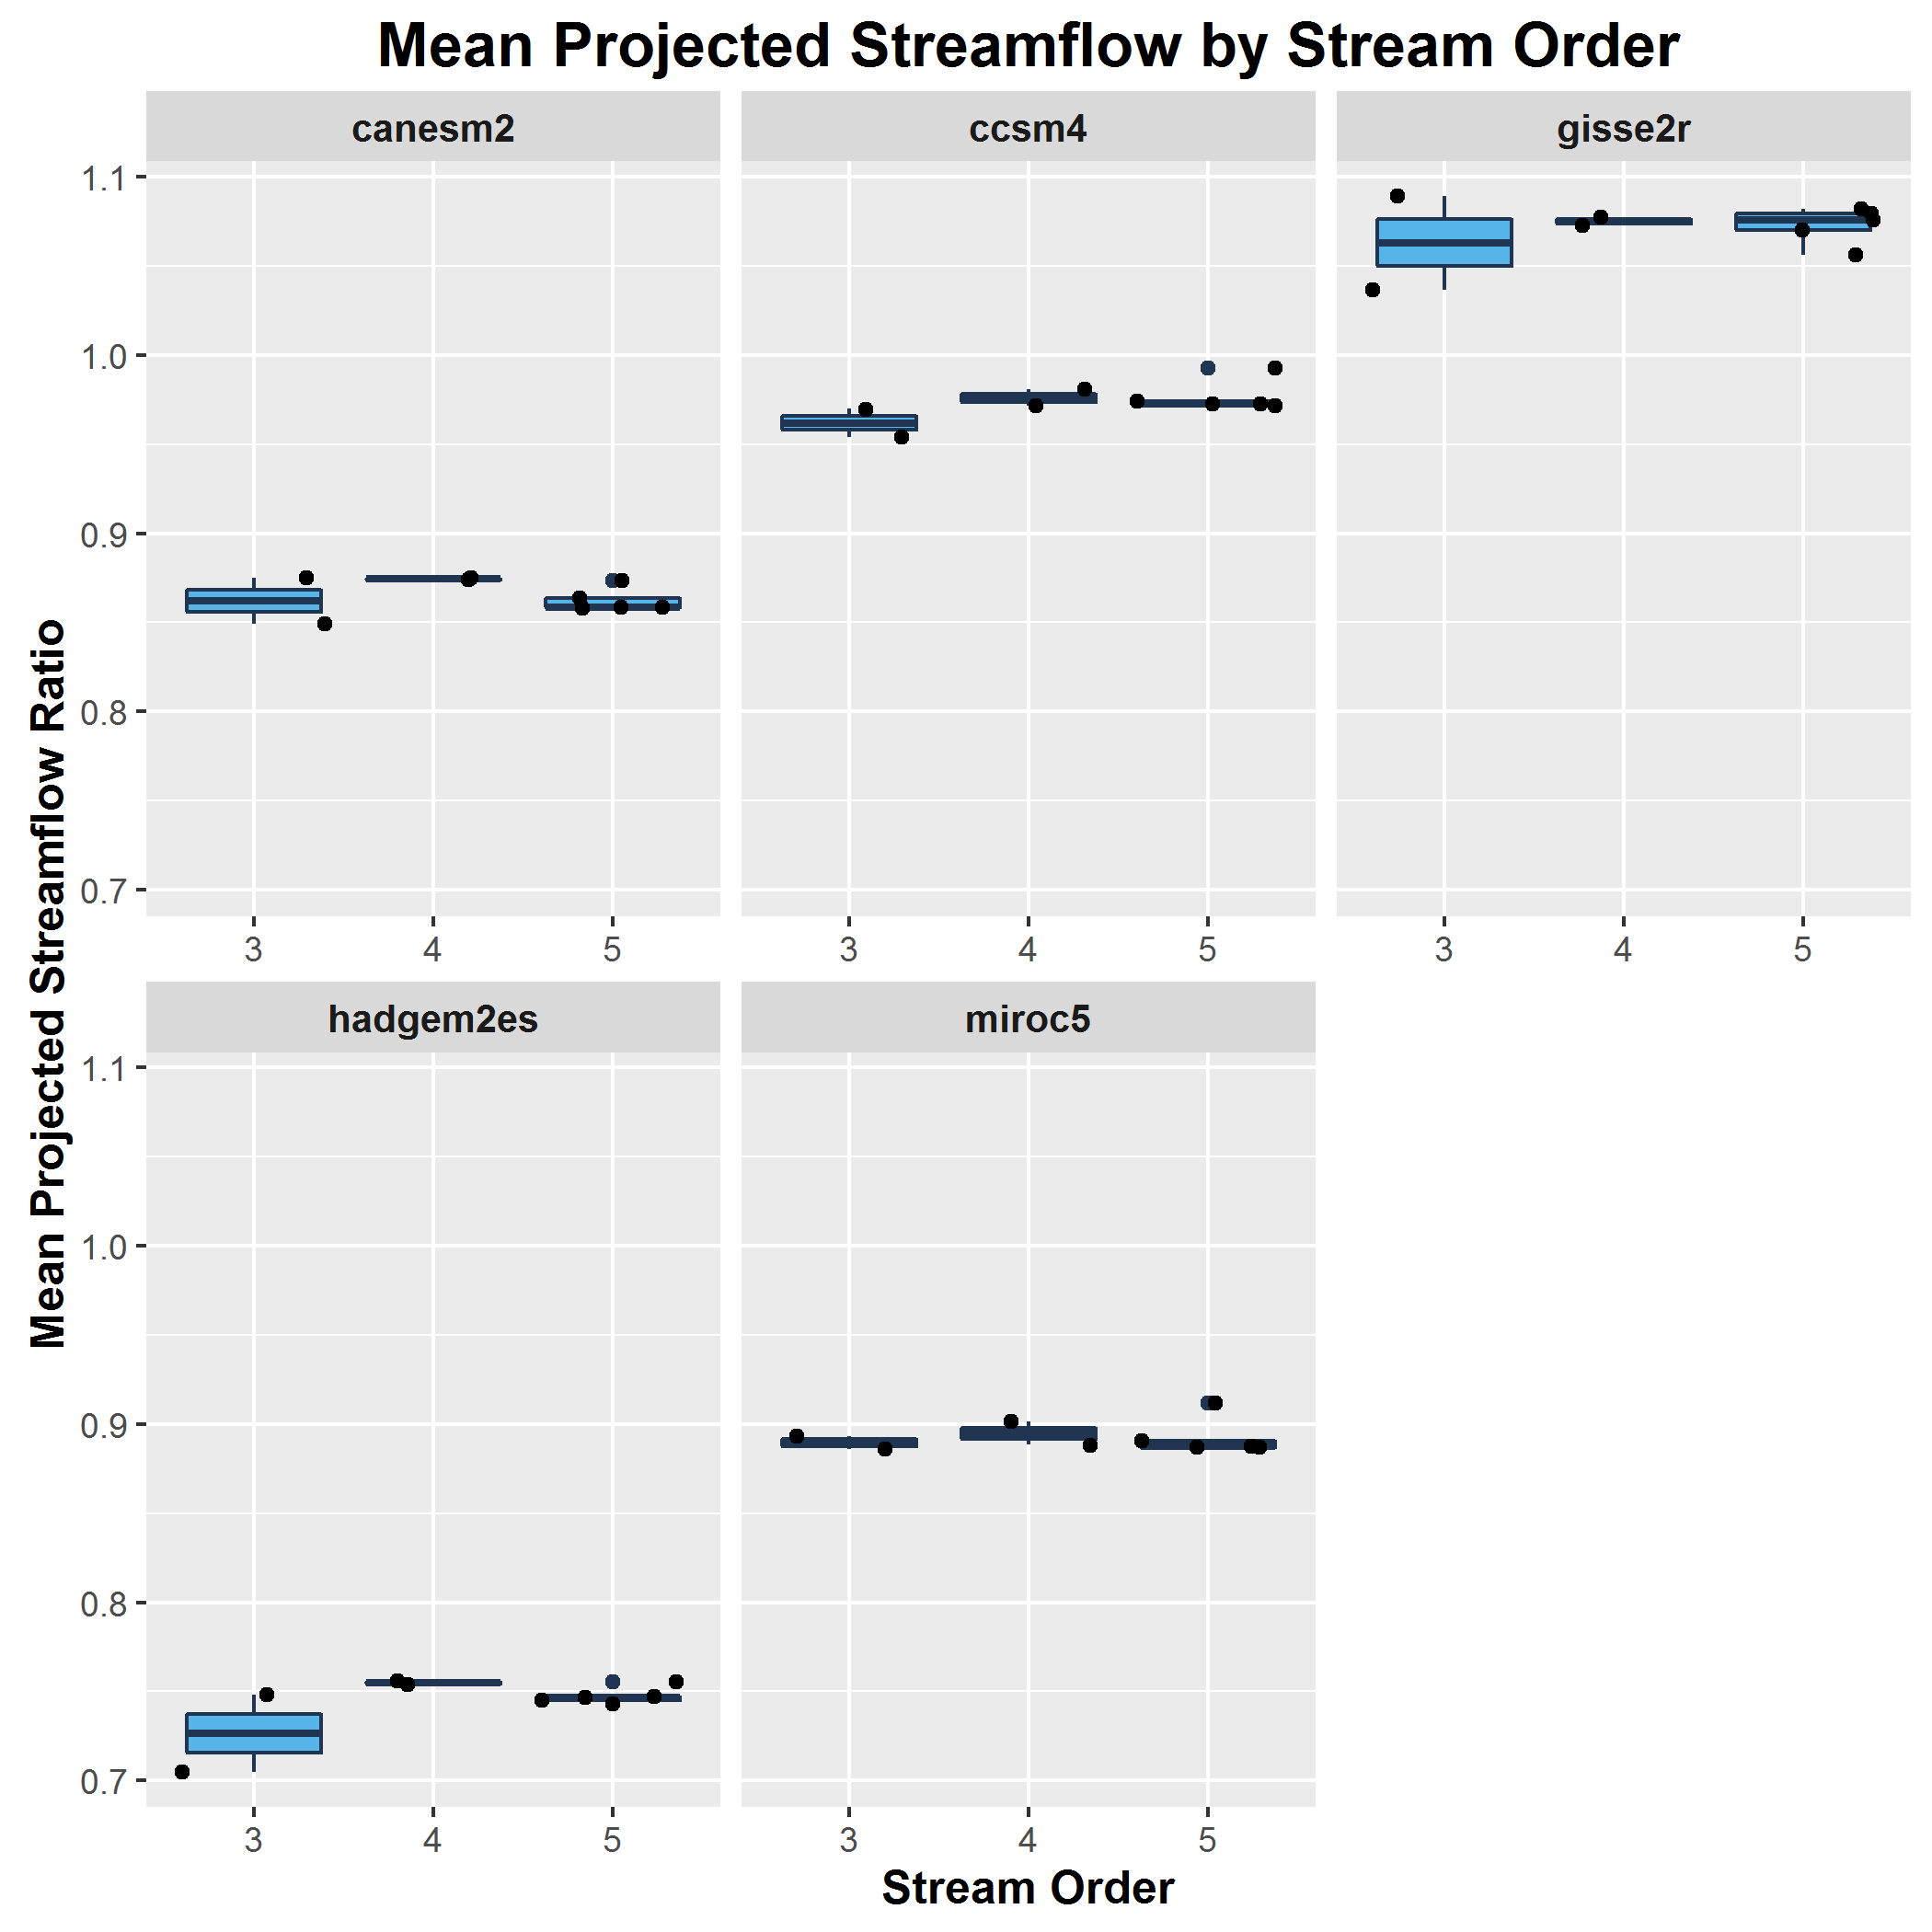 Mean Projected Streamflow by Stream Order
canesm2
ccsm4
gisse2r
1.1
1.0
0.9
0.8
0.7
3 4 5
3 4 5
3 4 5
Mean Projected Streamflow Ratio
hadgem2es
miroc5
1.1
1.0
0.9
0.8
0.7
3 4 5
3 4 5
Stream Order